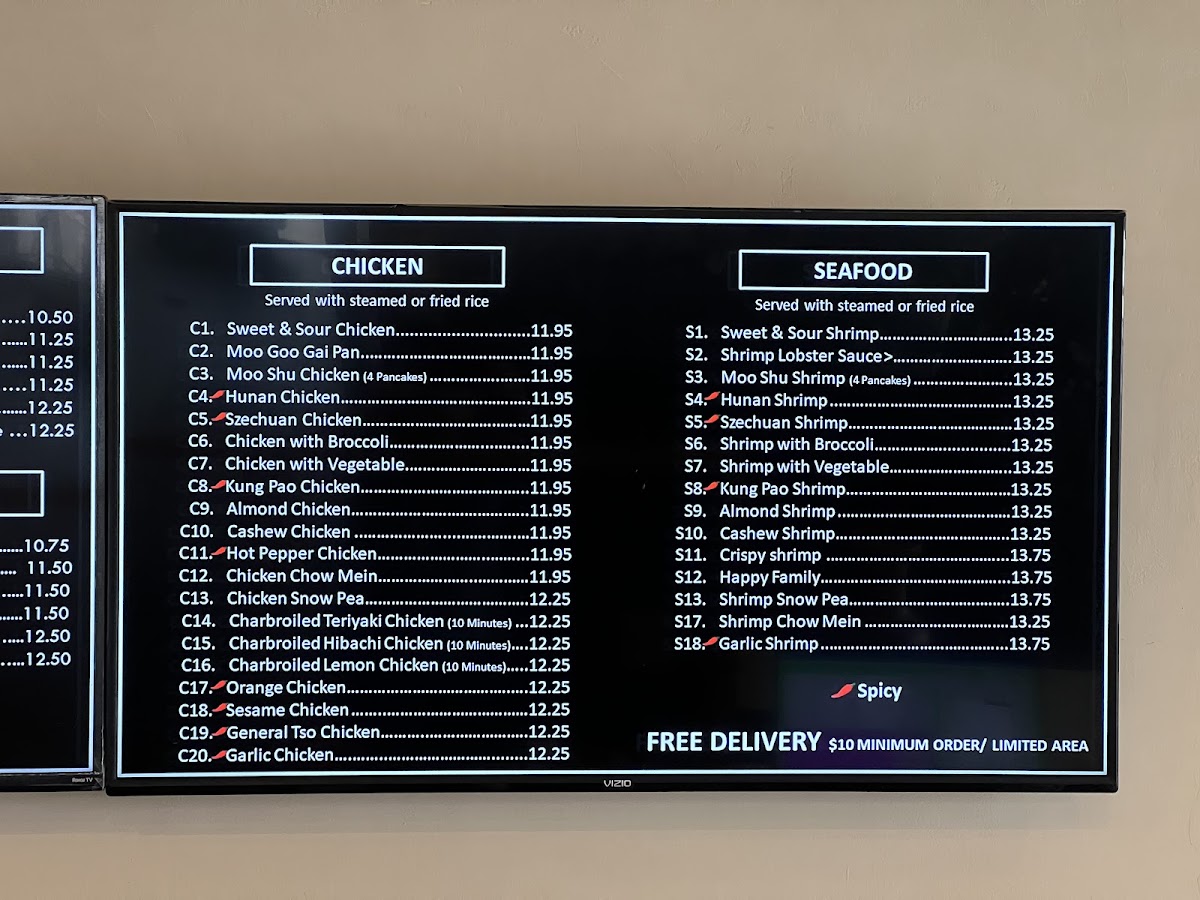 ....10.50
......11.25
......11.25
....11.25
......12.25
...12.25
.....10.75
.... 11.50
.....11.50
.....11.50
.....12.50
.....12.50
Roku TV
CHICKEN
Served with steamed or fried rice
C1. Sweet & Sour Chicken............................11.95
C2. Moo Goo Gai Pan....................................11.95
C3. Moo Shu Chicken (4 Pancakes) .....................11.95
C4. Hunan Chicken........................................11.95
C5. Szechuan Chicken...................................11.95
C6. Chicken with Broccoli..............................11.95
C7. Chicken with Vegetable..........................11.95
C8. Kung Pao Chicken....................................11.95
C9. Almond Chicken......................................11.95
C10. Cashew Chicken .....................................11.95
C11. Hot Pepper Chicken................................11.95
C12. Chicken Chow Mein................................11.95
C13. Chicken Snow Pea...................................12.25
C14. Charbroiled Teriyaki Chicken (10 Minutes) ...12.25
C15. Charbroiled Hibachi Chicken (10 Minutes)....12.25
C16. Charbroiled Lemon Chicken (10 Minutes).....12.25
C17. Orange Chicken......................................12.25
C18. Sesame Chicken .....................................12.25
C19. General Tso Chicken...............................12.25
C20. Garlic Chicken.........................................12.25
SEAFOOD
Served with steamed or fried rice
S1. Sweet & Sour Shrimp............................13.25
S2. Shrimp Lobster Sauce>.........................13.25
S3. Moo Shu Shrimp (4 Pancakes) .....................13.25
S4. Hunan Shrimp ......................................13.25
S5. Szechuan Shrimp...................................13.25
S6. Shrimp with Broccoli.............................13.25
S7. Shrimp with Vegetable..........................13.25
S8. Kung Pao Shrimp...................................13.25
S9. Almond Shrimp .....................................13.25
S10. Cashew Shrimp.....................................13.25
S11. Crispy shrimp .......................................13.75
S12. Happy Family........................................13.75
S13. Shrimp Snow Pea..................................13.75
S17. Shrimp Chow Mein ...............................13.25
S18. Garlic Shrimp ........................................13.75
Spicy
FREE DELIVERY $10 MINIMUM ORDER/ LIMITED AREA
VIZIO